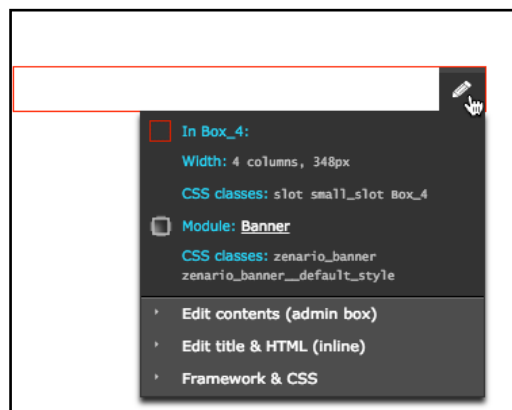 In Box_4:
Width: 4 columns, 348px
CSS classes: slot small_slot Box_4
Module: Banner
CSS classes: zenario_banner
zenario_banner__default_style
Edit contents (admin box)
Edit title & HTML (inline)
Framework & CSS